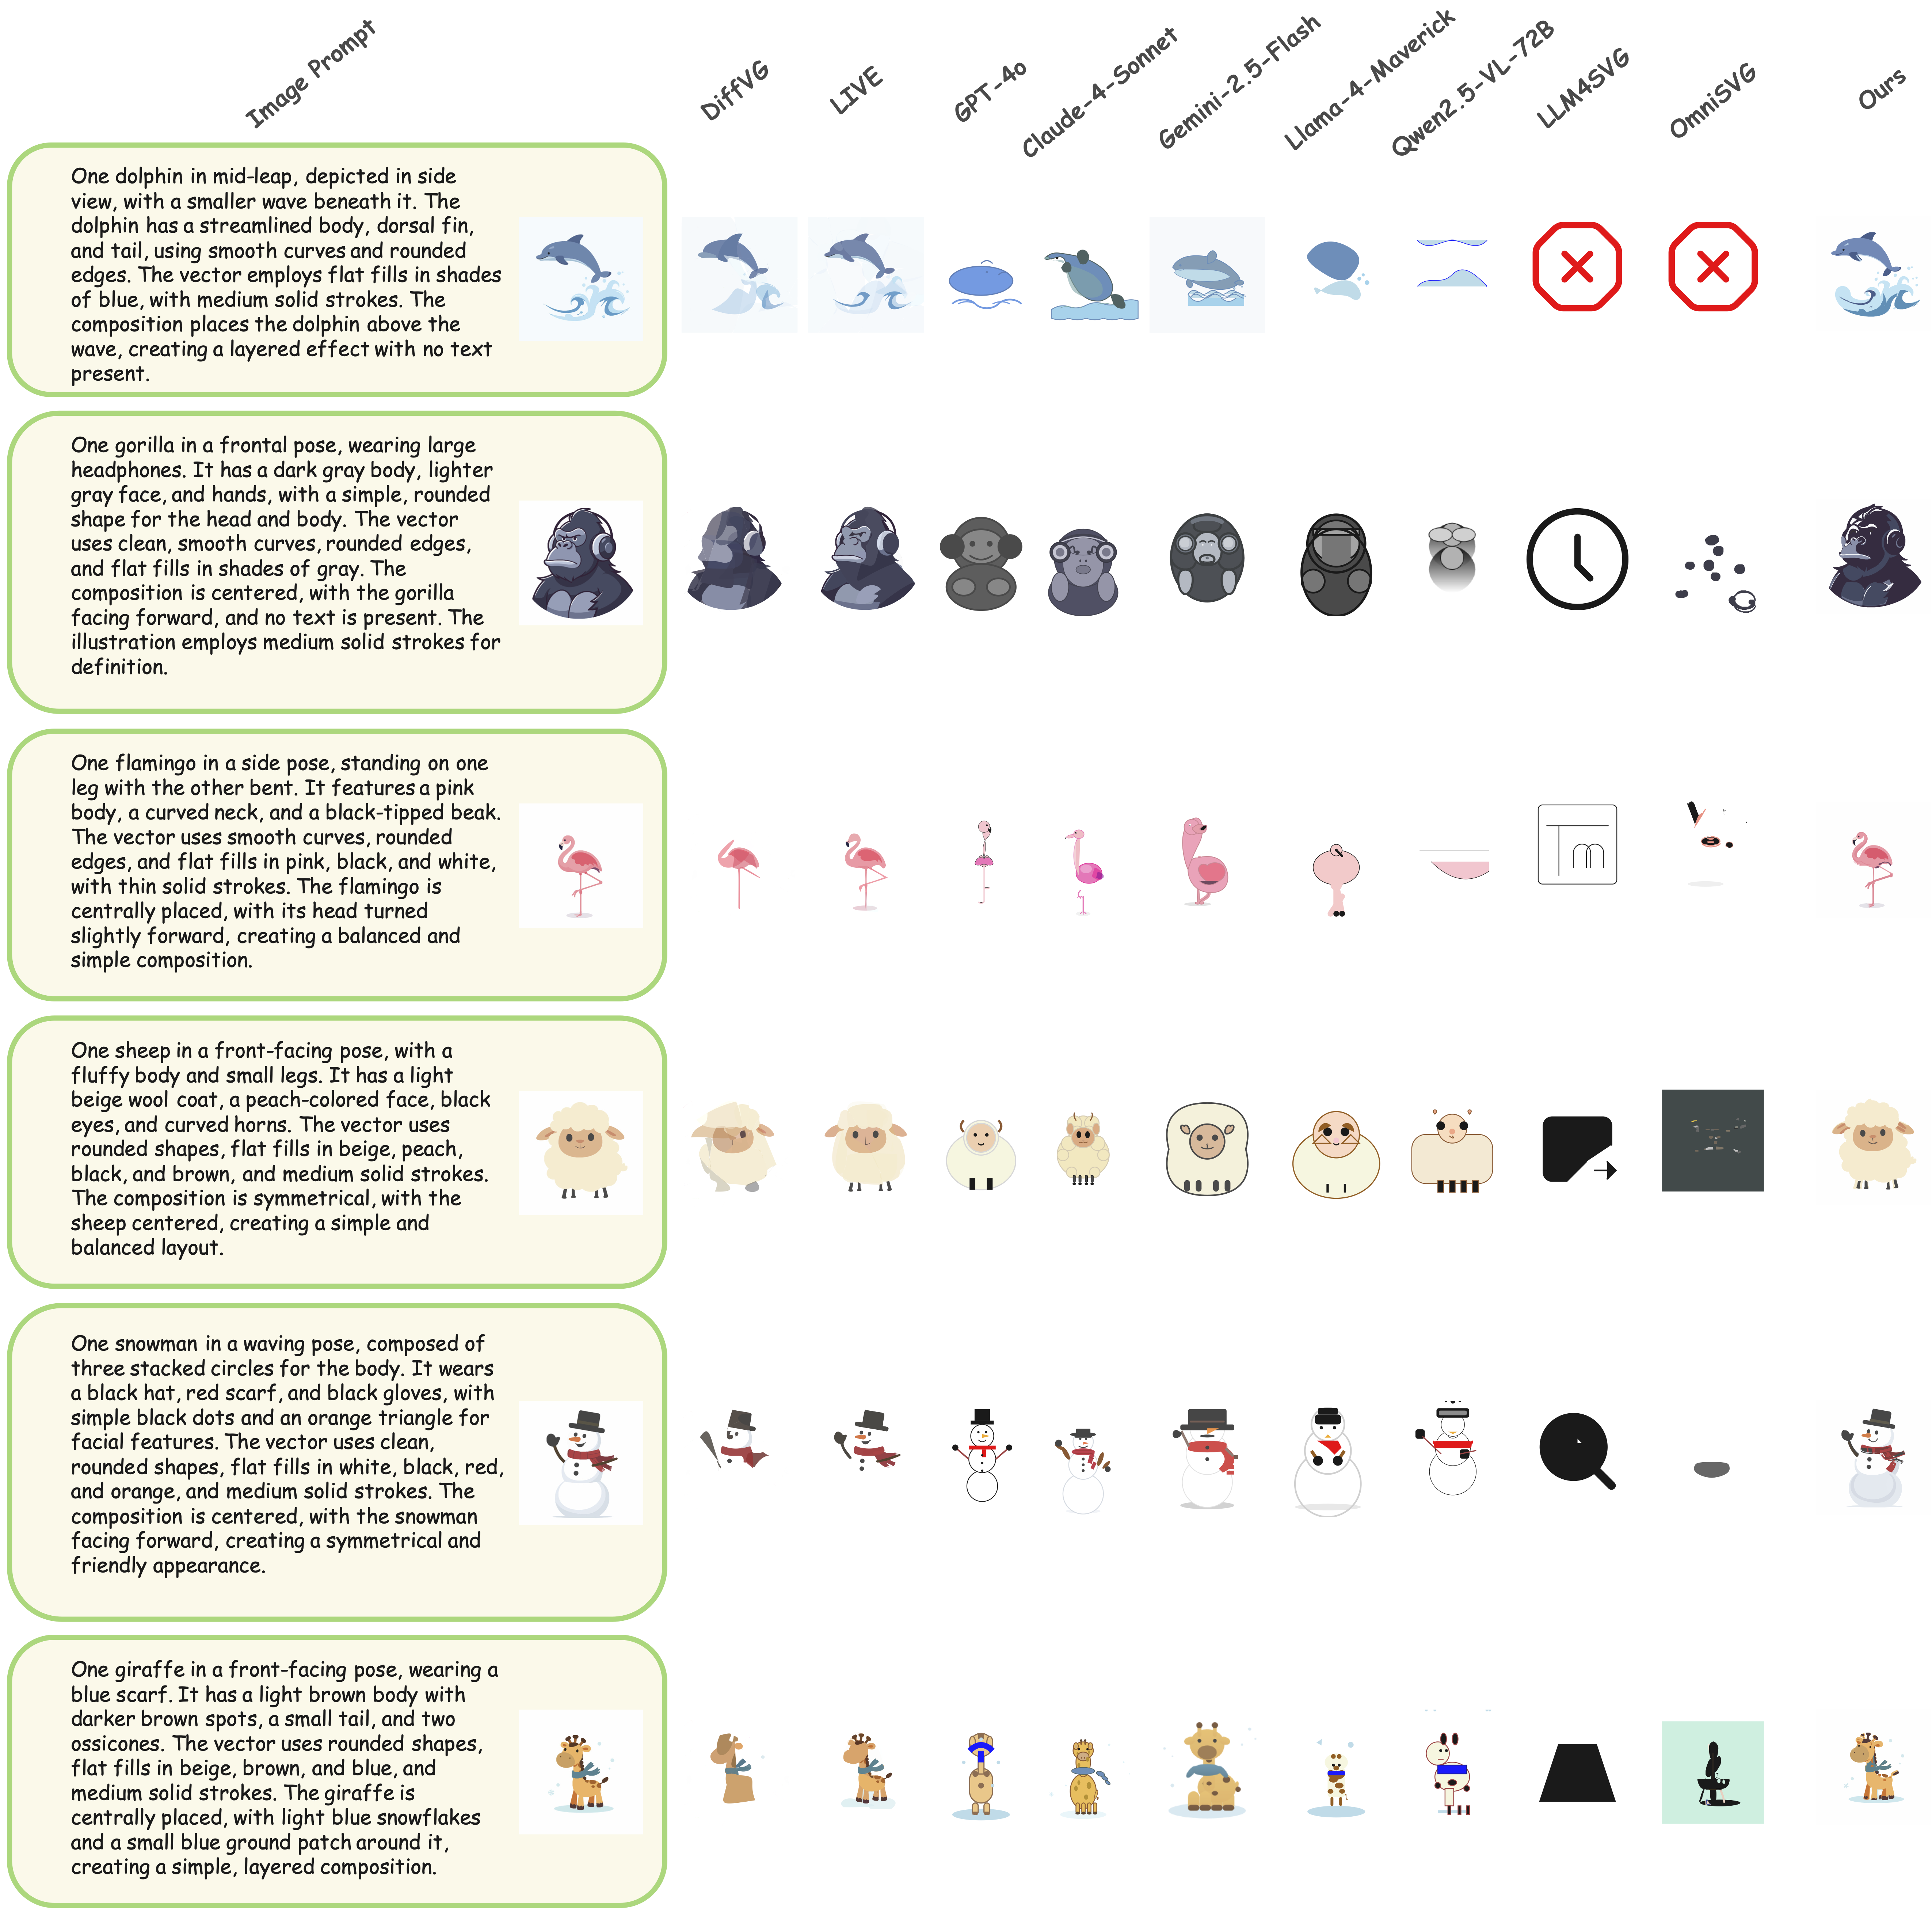 Image Prompt
DiffVG
LIVE
GPT-4o
Claude-4-Sonnet
Gemini-2.5-Flash
Llama-4-Maverick
Qwen2.5-VL-72B
LLM4SVG
OmniSVG
Ours
One dolphin in mid-leap, depicted in side
view, with a smaller wave beneath it. The
dolphin has a streamlined body, dorsal fin,
and tail, using smooth curves and rounded
edges. The vector employs flat fills in shades
of blue, with medium solid strokes. The
composition places the dolphin above the
wave, creating a layered effect with no text
present.
One gorilla in a frontal pose, wearing large
headphones. It has a dark gray body, lighter
gray face, and hands, with a simple, rounded
shape for the head and body. The vector
uses clean, smooth curves, rounded edges,
and flat fills in shades of gray. The
composition is centered, with the gorilla
facing forward, and no text is present. The
illustration employs medium solid strokes for
definition.
One flamingo in a side pose, standing on one
leg with the other bent. It features a pink
body, a curved neck, and a black-tipped beak.
The vector uses smooth curves, rounded
edges, and flat fills in pink, black, and white,
with thin solid strokes. The flamingo is
centrally placed, with its head turned
slightly forward, creating a balanced and
simple composition.
One sheep in a front-facing pose, with a
fluffy body and small legs. It has a light
beige wool coat, a peach-colored face, black
eyes, and curved horns. The vector uses
rounded shapes, flat fills in beige, peach,
black, and brown, and medium solid strokes.
The composition is symmetrical, with the
sheep centered, creating a simple and
balanced layout.
One snowman in a waving pose, composed of
three stacked circles for the body. It wears
a black hat, red scarf, and black gloves, with
simple black dots and an orange triangle for
facial features. The vector uses clean,
rounded shapes, flat fills in white, black, red,
and orange, and medium solid strokes. The
composition is centered, with the snowman
facing forward, creating a symmetrical and
friendly appearance.
One giraffe in a front-facing pose, wearing a
blue scarf. It has a light brown body with
darker brown spots, a small tail, and two
ossicones. The vector uses rounded shapes,
flat fills in beige, brown, and blue, and
medium solid strokes. The giraffe is
centrally placed, with light blue snowflakes
and a small blue ground patch around it,
creating a simple, layered composition.